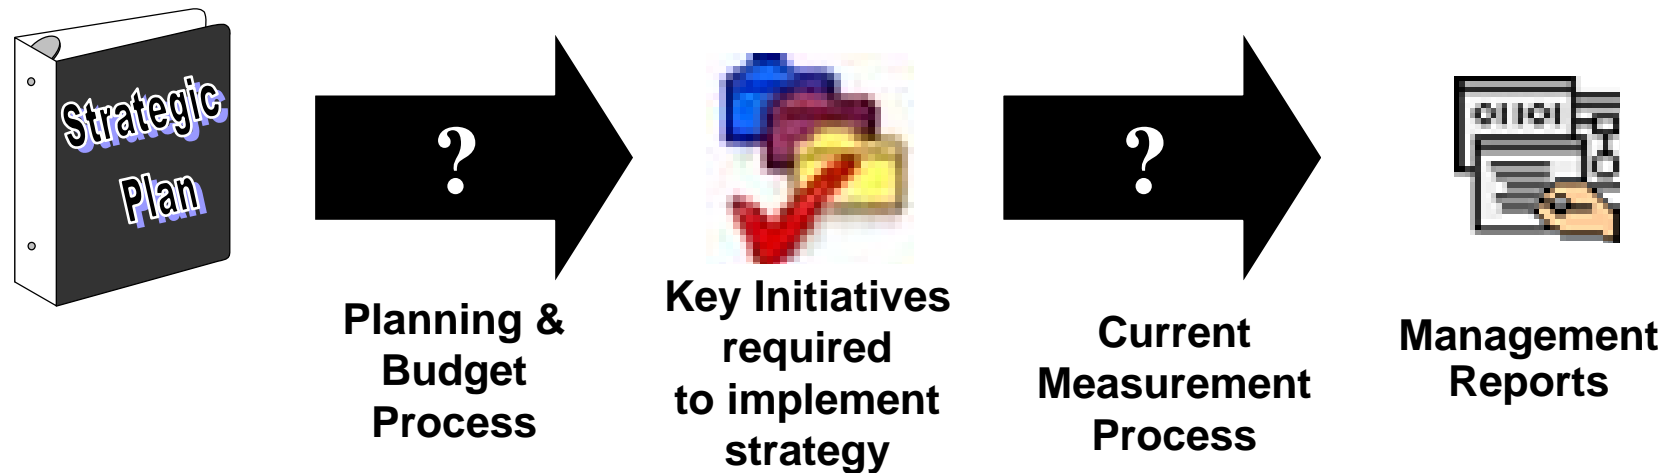 Strategic
Plan
?
Planning &
Budget
Process
Key Initiatives
required
to implement
strategy
?
Current
Measurement
Process
01101
Management
Reports